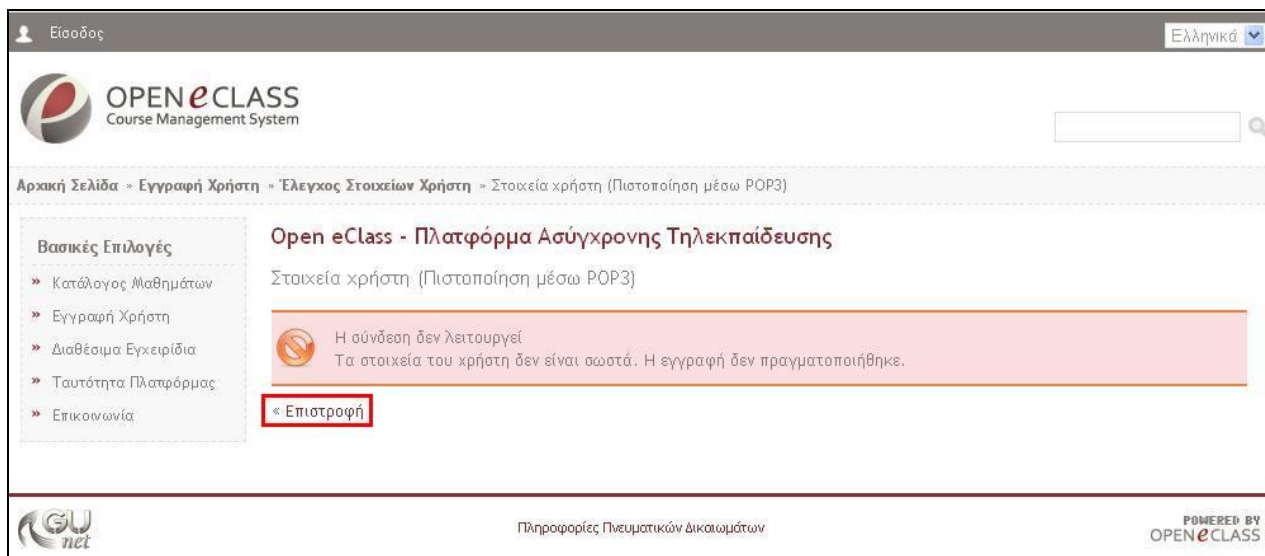 Είσοδος
Ελληνικά
OPEN eCLASS
Course Management System
Αρχική Σελίδα » Εγγραφή Χρήστη » Έλεγχος Στοιχείων Χρήστη » Στοιχεία χρήστη (Πιστοποίηση μέσω POP3)
Βασικές Επιλογές
» Κατάλογος Μαθημάτων
» Εγγραφή Χρήστη
» Διαθέσιμα Εγχειρίδια
» Ταυτότητα Πλατφόρμας
» Επικοινωνία
Open eClass - Πλατφόρμα Ασύγχρονης Τηλεκπαίδευσης
Στοιχεία χρήστη (Πιστοποίηση μέσω POP3)
Η σύνδεση δεν λειτουργεί
Τα στοιχεία του χρήστη δεν είναι σωστά. Η εγγραφή δεν πραγματοποιήθηκε.
« Επιστροφή
GU
net
Πληροφορίες Πνευματικών Δικαιωμάτων
POWERED BY
OPEN eCLASS